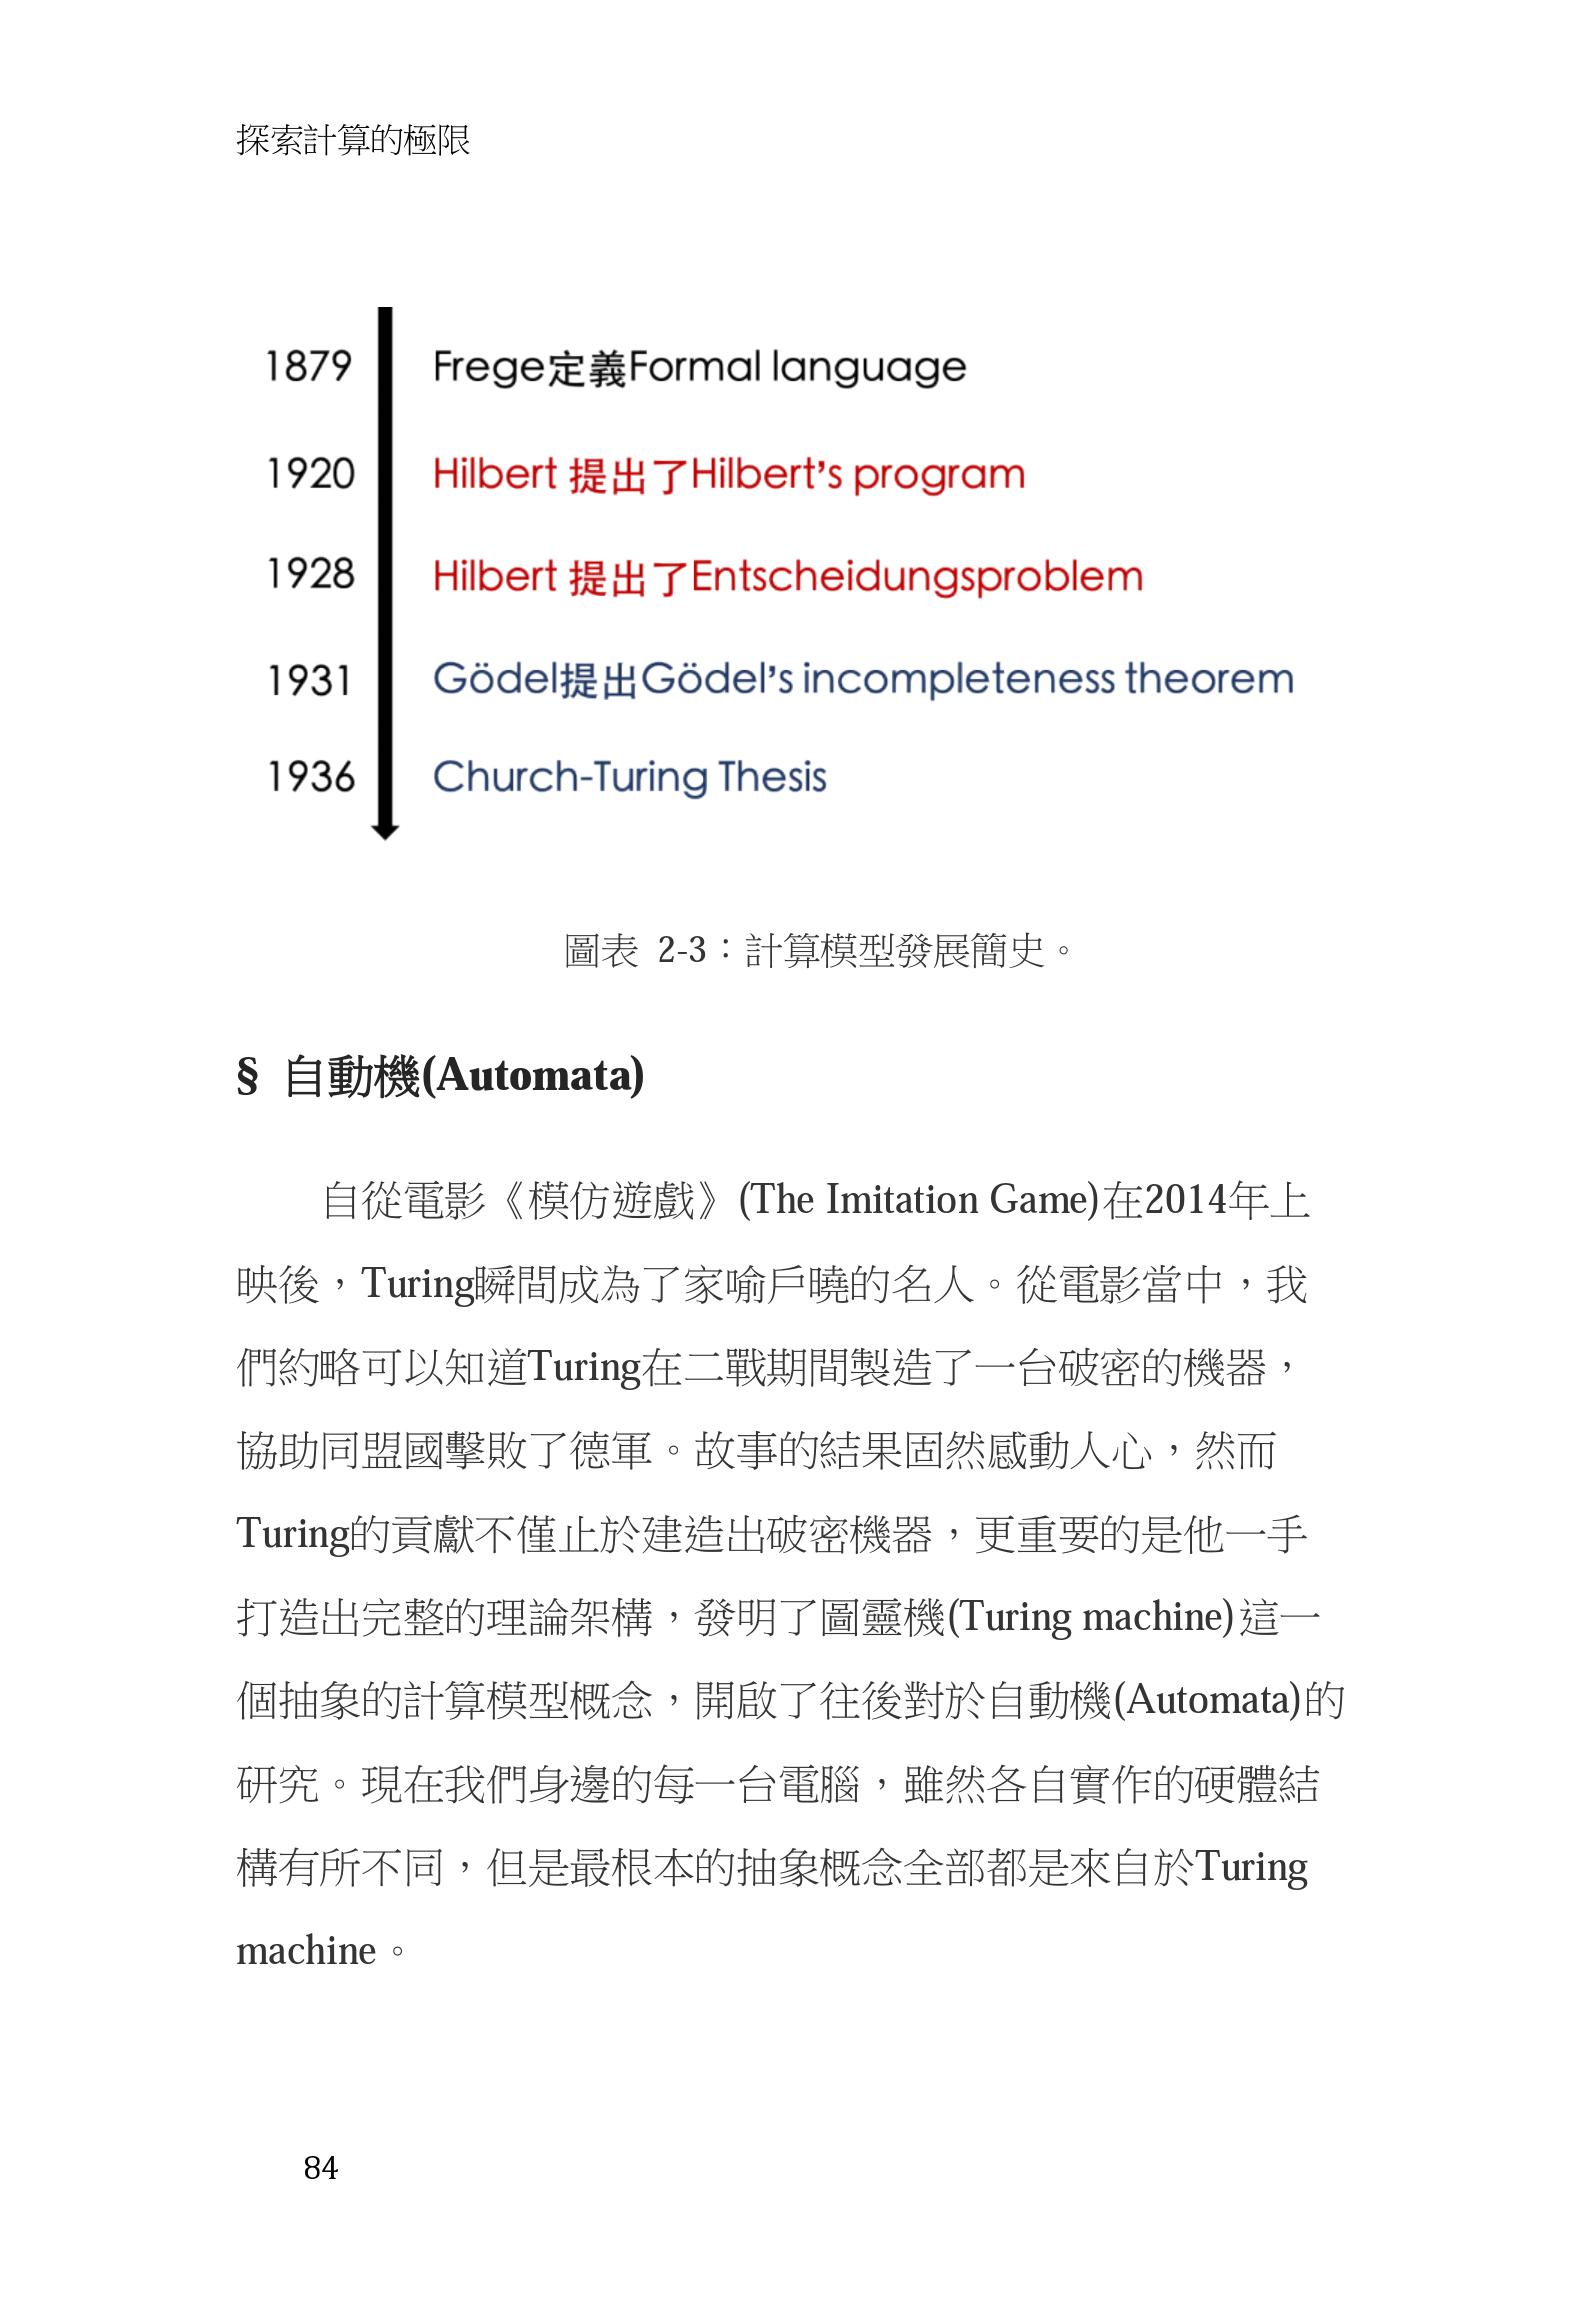 探索計算的極限
1879 Frege定義Formal language
1920 Hilbert 提出了Hilbert's program
1928 Hilbert 提出了Entscheidungsproblem
1931 Gödel提出Gödel's incompleteness theorem
1936 Church-Turing Thesis
圖表 2-3：計算模型發展簡史。
§ 自動機(Automata)
自從電影《模仿遊戲》(The Imitation Game)在2014年上
映後，Turing瞬間成為了家喻戶曉的名人。從電影當中，我
們約略可以知道Turing在二戰期間製造了一台破密的機器，
協助同盟國擊敗了德軍。故事的結果固然感動人心，然而
Turing的貢獻不僅止於建造出破密機器，更重要的是他一手
打造出完整的理論架構，發明了圖靈機(Turing machine)這一
個抽象的計算模型概念，開啟了往後對於自動機(Automata)的
研究。現在我們身邊的每一台電腦，雖然各自實作的硬體結
構有所不同，但是最根本的抽象概念全部都是來自於Turing
machine。
84